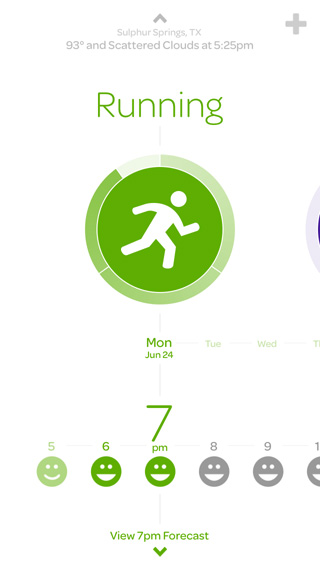 Sulphur Springs, TX
93° and Scattered Clouds at 5:25pm
Running
Mon Tue Wed
Jun 24
7
pm
5 6 8 9
View 7pm Forecast